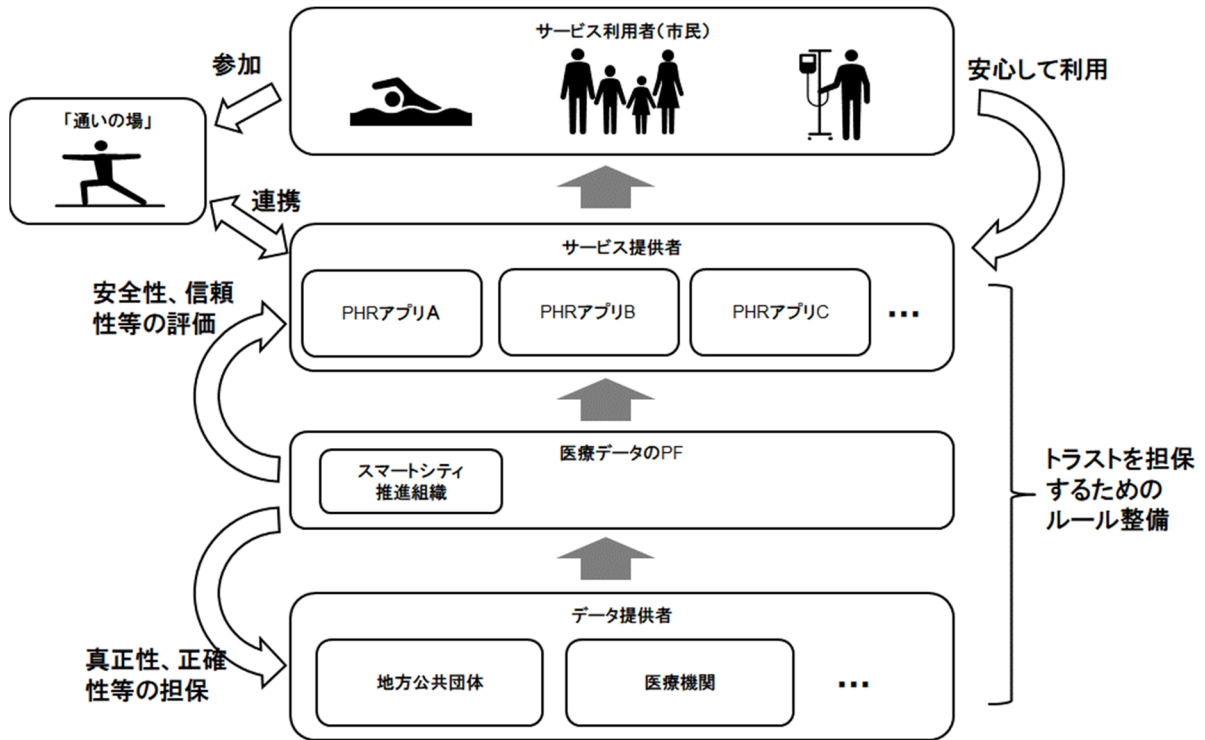 サービス利用者(市民)
参加
安心して利用
「通いの場」
連携
サービス提供者
安全性、信頼
性等の評価
PHRアプリA
PHRアプリB
PHRアプリC
…
医療データのPF
スマートシティ
推進組織
トラストを担保
するための
ルール整備
データ提供者
真正性、正確
性等の担保
地方公共団体
医療機関
…